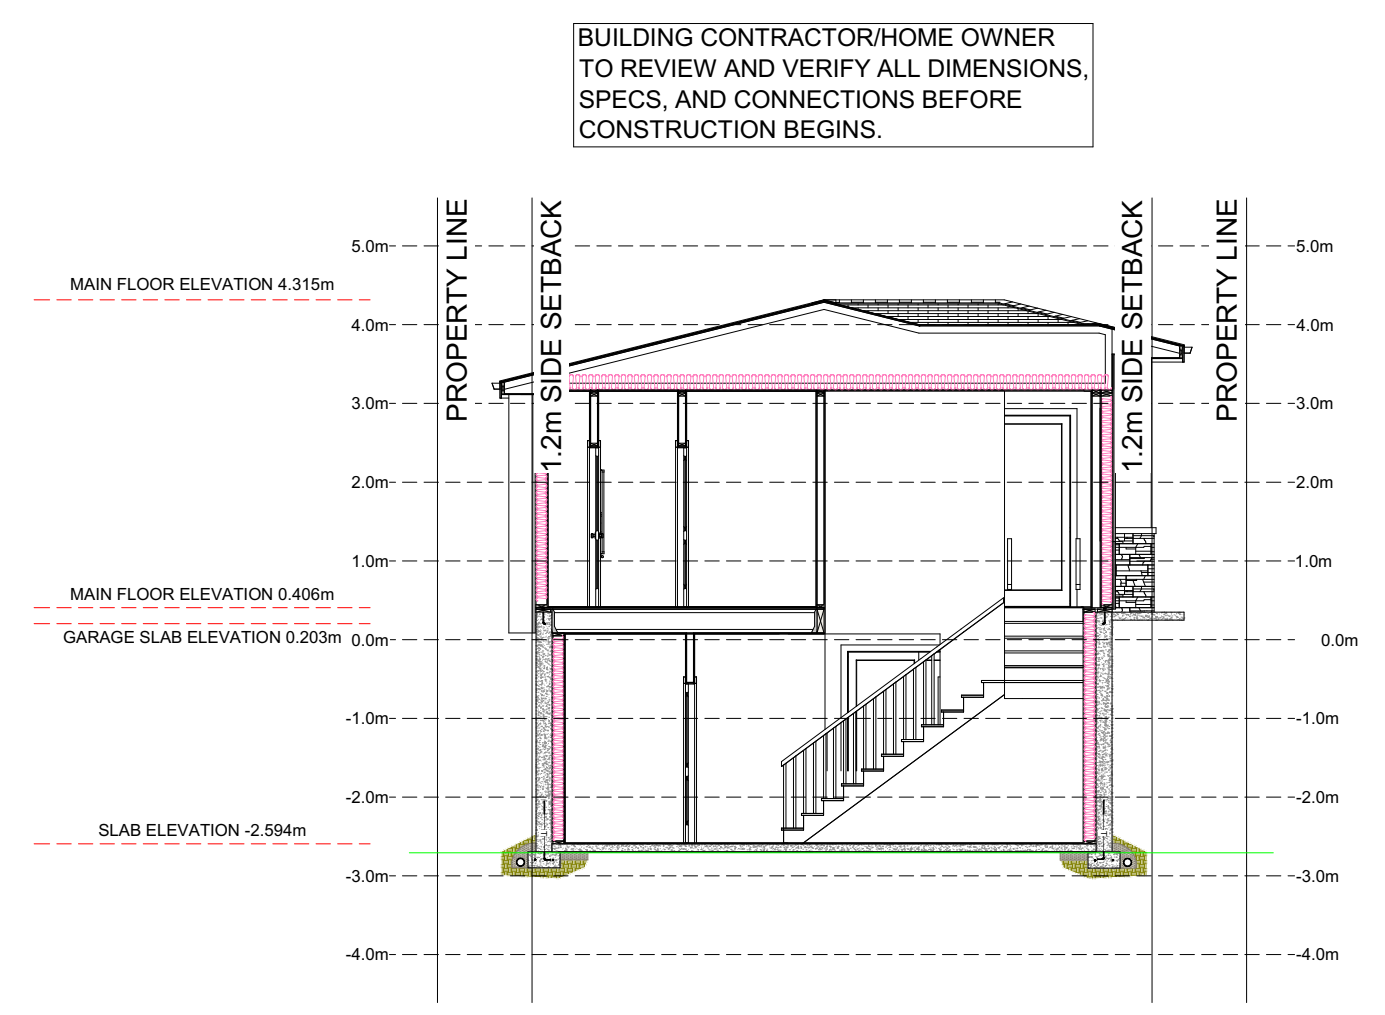 BUILDING CONTRACTOR/HOME OWNER
TO REVIEW AND VERIFY ALL DIMENSIONS,
SPECS, AND CONNECTIONS BEFORE
CONSTRUCTION BEGINS.
PROPERTY LINE
1.2m SIDE SETBACK
1.2m SIDE SETBACK
PROPERTY LINE
5.0m
5.0m
MAIN FLOOR ELEVATION 4.315m
4.0m
4.0m
3.0m
3.0m
2.0m
2.0m
1.0m
1.0m
MAIN FLOOR ELEVATION 0.406m
GARAGE SLAB ELEVATION 0.203m
0.0m
0.0m
-1.0m
-1.0m
-2.0m
-2.0m
SLAB ELEVATION -2.594m
-3.0m
-3.0m
-4.0m
-4.0m